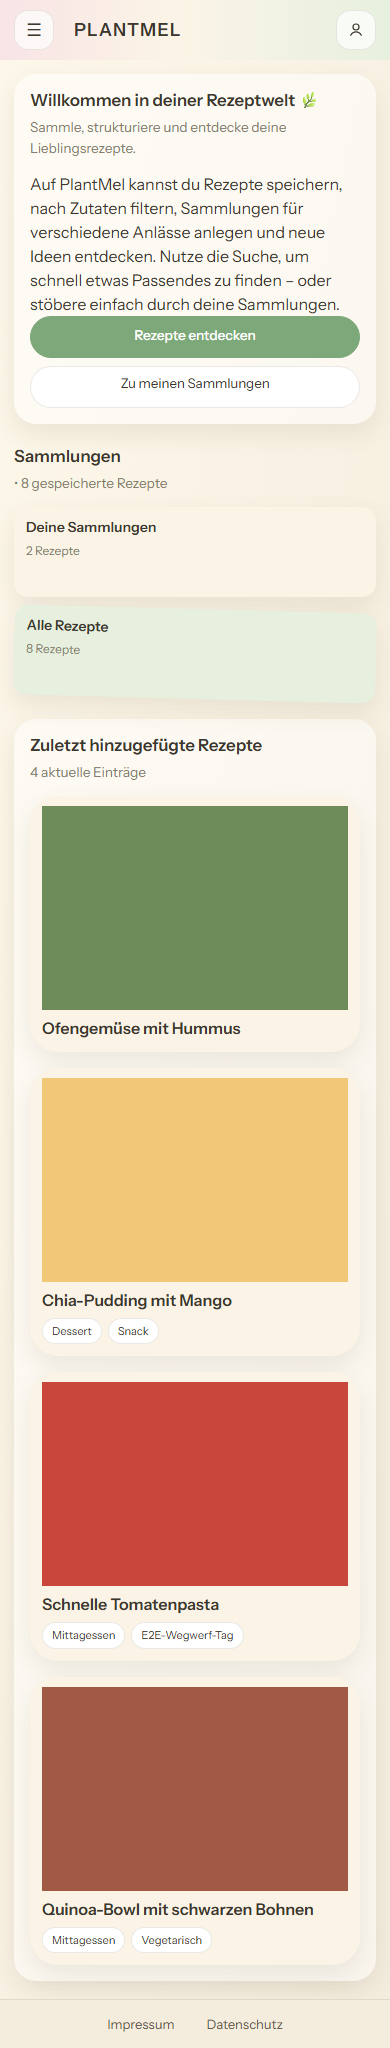 ☰ PLANTMEL
Willkommen in deiner Rezeptwelt 🌿
Sammle, strukturiere und entdecke deine
Lieblingsrezepte.
Auf PlantMel kannst du Rezepte speichern,
nach Zutaten filtern, Sammlungen für
verschiedene Anlässe anlegen und neue
Ideen entdecken. Nutze die Suche, um
schnell etwas Passendes zu finden – oder
stöbere einfach durch deine Sammlungen.
Rezepte entdecken
Zu meinen Sammlungen
Sammlungen
• 8 gespeicherte Rezepte
Deine Sammlungen
2 Rezepte
Alle Rezepte
8 Rezepte
Zuletzt hinzugefügte Rezepte
4 aktuelle Einträge
Ofengemüse mit Hummus
Chia-Pudding mit Mango
Dessert Snack
Schnelle Tomatenpasta
Mittagessen E2E-Wegwerf-Tag
Quinoa-Bowl mit schwarzen Bohnen
Mittagessen Vegetarisch
Impressum Datenschutz